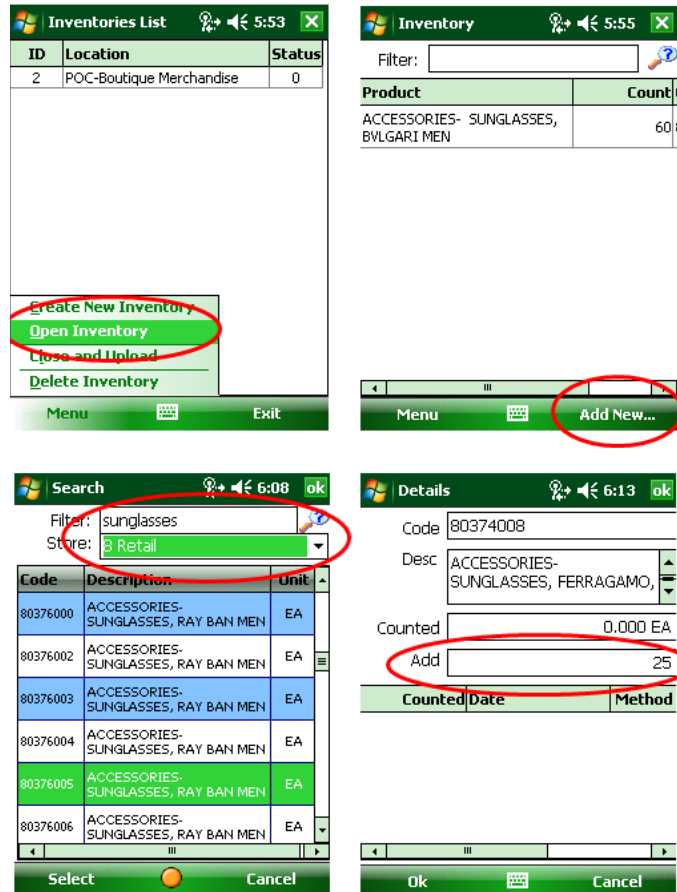 Inventories List 5:53
ID Location Status
2 POC-Boutique Merchandise 0
Create New Inventory
Open Inventory
Close and Upload
Delete Inventory
Menu Exit
Inventory 5:55
Filter:
Product Count
ACCESSORIES- SUNGLASSES,
BVLGARI MEN 60
Menu Add New...
Search 6:08 ok
Filter: sunglasses
Store: 8 Retail
Code Description Unit
80376000 ACCESSORIES-
SUNGLASSES, RAY BAN MEN EA
80376002 ACCESSORIES-
SUNGLASSES, RAY BAN MEN EA
80376003 ACCESSORIES-
SUNGLASSES, RAY BAN MEN EA
80376004 ACCESSORIES-
SUNGLASSES, RAY BAN MEN EA
80376005 ACCESSORIES-
SUNGLASSES, RAY BAN MEN EA
80376006 ACCESSORIES-
SUNGLASSES, RAY BAN MEN EA
Select Cancel
Details 6:13 ok
Code 80374008
Desc ACCESSORIES-
SUNGLASSES, FERRAGAMO,
Counted 0.000 EA
Add 25
Counted Date Method
Ok Cancel